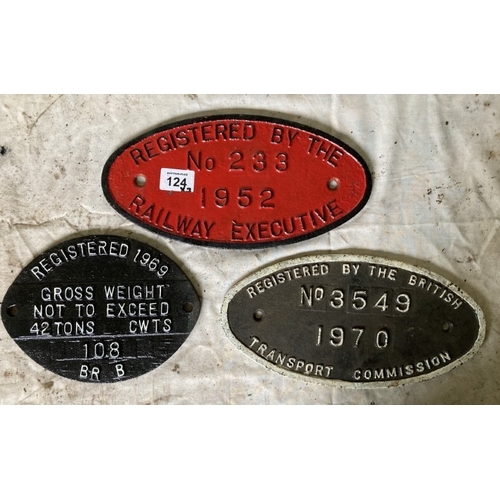 REGISTERED BY THE
No 233
1952
RAILWAY EXECUTIVE
124
REGISTERED 1969
GROSS WEIGHT
NOT TO EXCEED
42 TONS CWTS
108
BR B
REGISTERED BY THE BRITISH
No 3549
1970
TRANSPORT COMMISSION